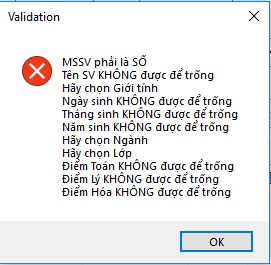 Validation
MSSV phải là SỐ
Tên SV KHÔNG được để trống
Hãy chọn Giới tính
Ngày sinh KHÔNG được để trống
Tháng sinh KHÔNG được để trống
Năm sinh KHÔNG được để trống
Hãy chọn Ngành
Hãy chọn Lớp
Điểm Toán KHÔNG được để trống
Điểm Lý KHÔNG được để trống
Điểm Hóa KHÔNG được để trống
OK